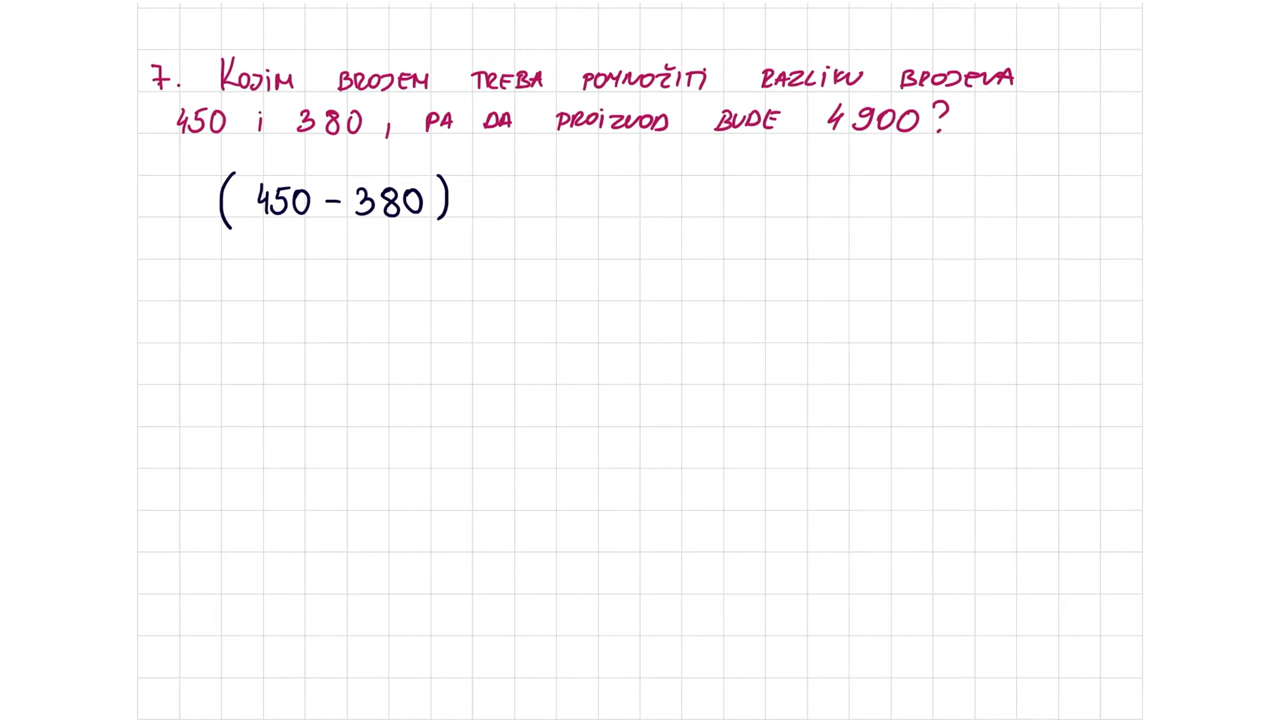 7. KOJIM BROJEM TREBA POMNOŽITI RAZLIKU BROJEVA
450 i 380, PA DA PROIZVOD BUDE 4900?
(450 - 380)